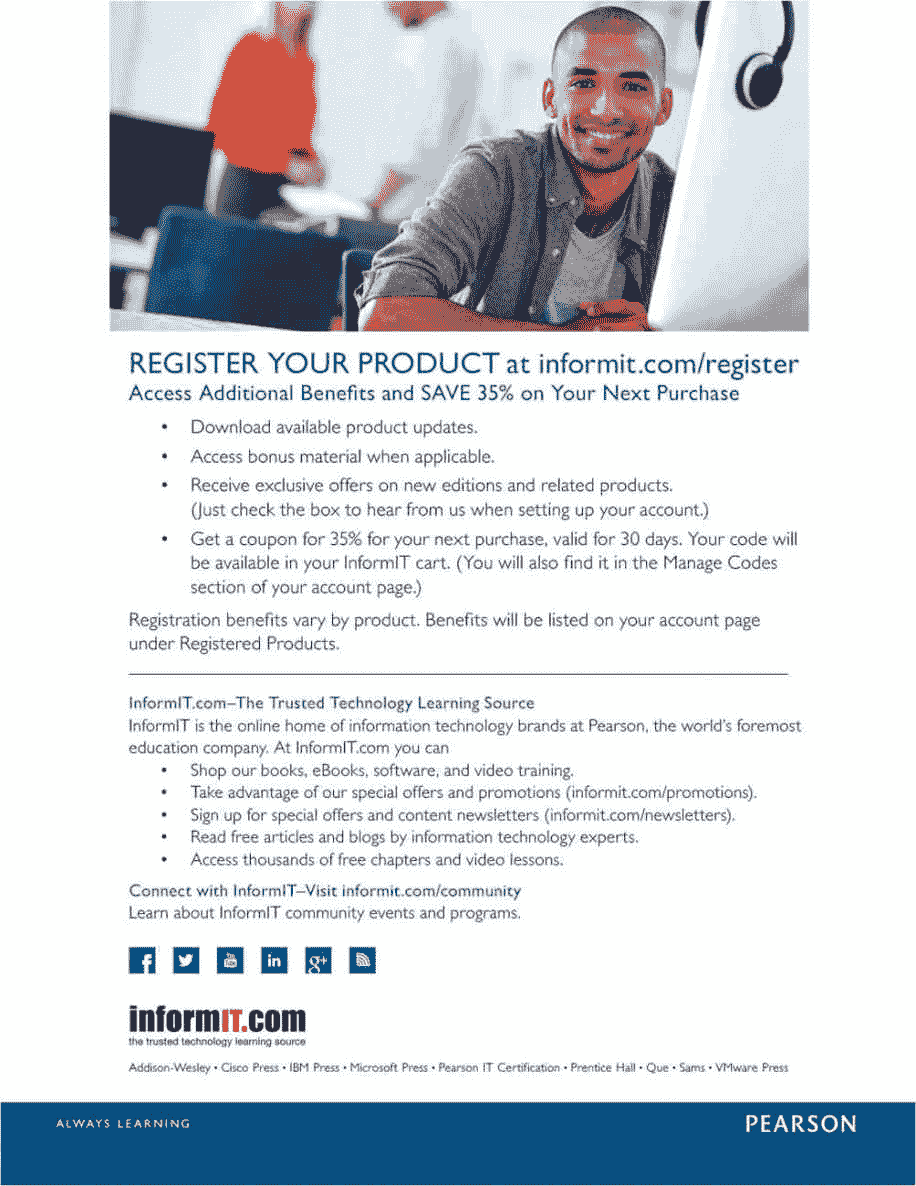 REGISTER YOUR PRODUCT at informit.com/register
Access Additional Benefits and SAVE 35% on Your Next Purchase
• Download available product updates.
• Access bonus material when applicable.
• Receive exclusive offers on new editions and related products.
(Just check the box to hear from us when setting up your account.)
• Get a coupon for 35% for your next purchase, valid for 30 days. Your code will
be available in your InformIT cart. (You will also find it in the Manage Codes
section of your account page.)
Registration benefits vary by product. Benefits will be listed on your account page
under Registered Products.
InformIT.com–The Trusted Technology Learning Source
InformIT is the online home of information technology brands at Pearson, the world's foremost
education company. At InformIT.com you can
• Shop our books, eBooks, software, and video training.
• Take advantage of our special offers and promotions (informit.com/promotions).
• Sign up for special offers and content newsletters (informit.com/newsletters).
• Read free articles and blogs by information technology experts.
• Access thousands of free chapters and video lessons.
Connect with InformIT–Visit informit.com/community
Learn about InformIT community events and programs.
f You Tube in g+
informIT.com
the trusted technology learning source
Addison-Wesley • Cisco Press • IBM Press • Microsoft Press • Pearson IT Certification • Prentice Hall • Que • Sams • VMware Press
ALWAYS LEARNING PEARSON